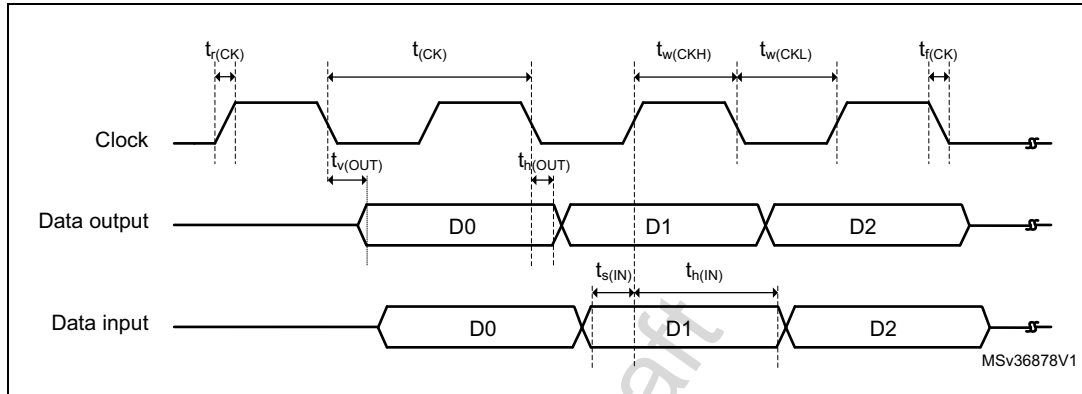 tr(CK) t(CK) tw(CKH) tw(CKL) tf(CK)
Clock
tv(OUT) th(OUT)
Data output D0 D1 D2
ts(IN) th(IN)
Data input D0 D1 D2
MSv36878V1